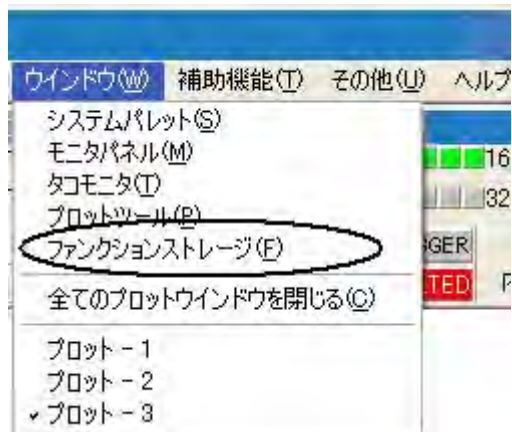 ウインドウ(W) 補助機能(T) その他(U) ヘルプ
システムパレット(S)
モニタパネル(M)
タコモニタ(T)
プロットツール(P)
ファンクションストレージ(F)
全てのプロットウインドウを閉じる(C)
プロット - 1
プロット - 2
プロット - 3
16
32
GGER
TED